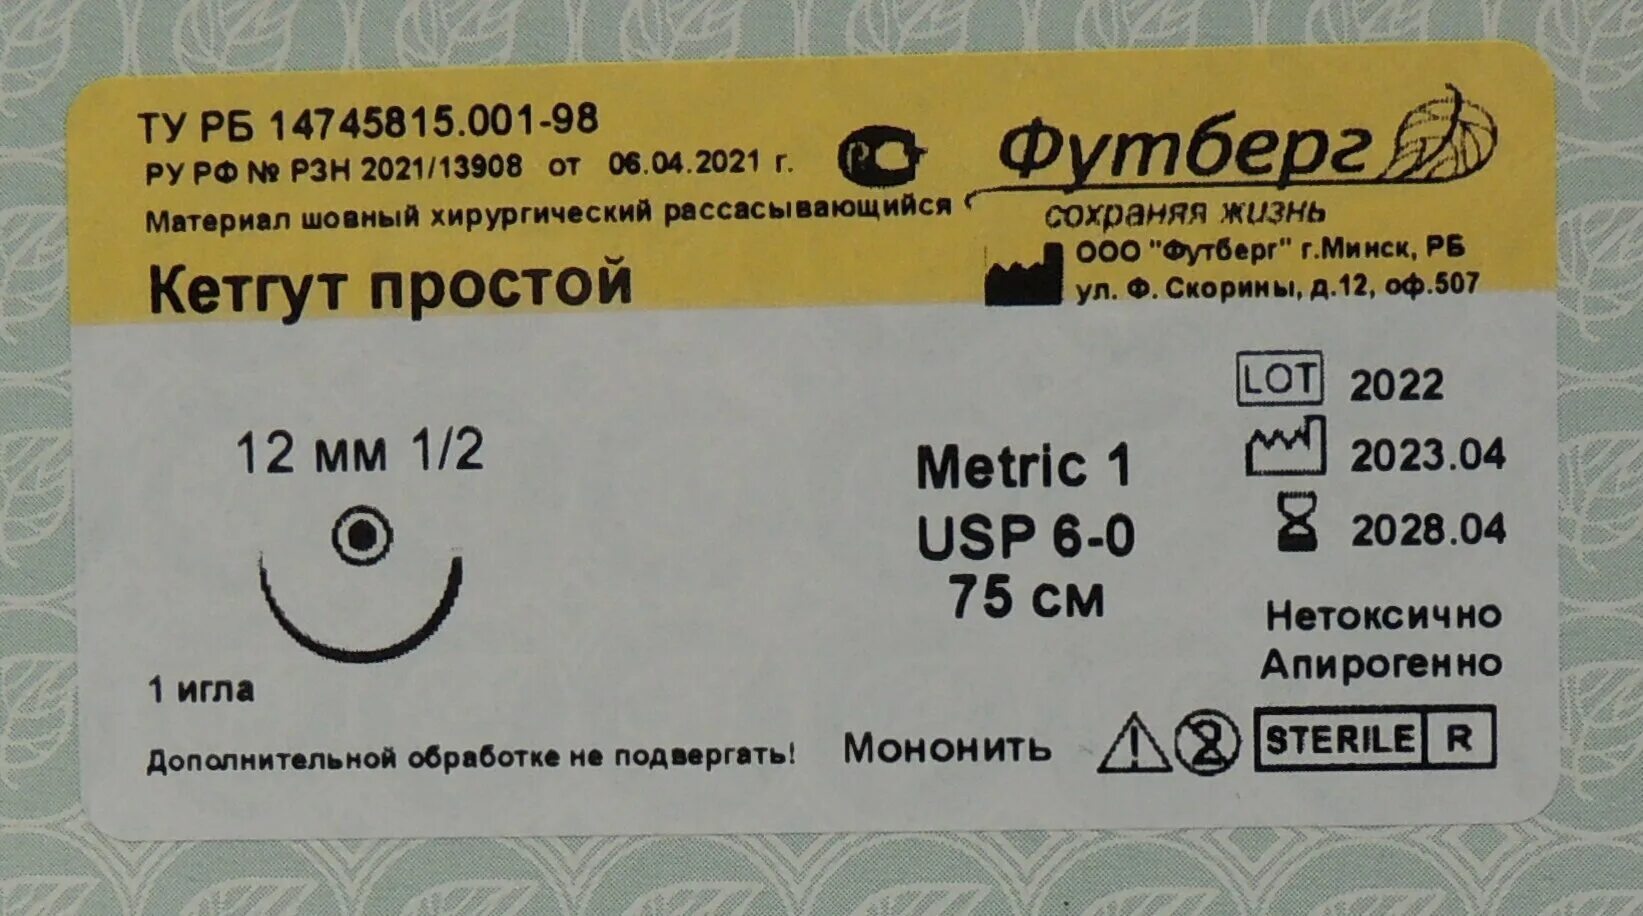 ТУ РБ 14745815.001-98
РУ РФ № РЗН 2021/13908 от 06.04.2021 г.
Материал шовный хирургический рассасывающийся
Кетгут простой
Футберг
сохраняя жизнь
ООО "Футберг" г.Минск, РБ
ул. Ф. Скорины, д.12, оф.507
12 мм 1/2
1 игла
Дополнительной обработке не подвергать!
Metric 1
USP 6-0
75 см
Мононить
LOT 2022
2023.04
2028.04
Нетоксично
Апирогенно
2
STERILE R